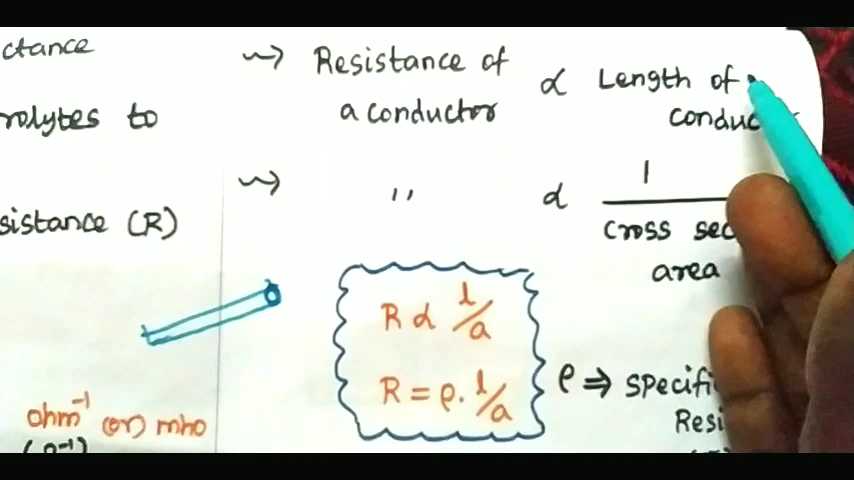 ctance
rolytes to
sistance (R)
ohm⁻¹ (or) mho
(Ω⁻¹)
⇝ Resistance of
a conductor
∝ Length of
conduc
⇝ " ∝ 1
cross sec
area
R ∝ l/a
R = ρ. l/a
ρ ⇒ specifi
Resi